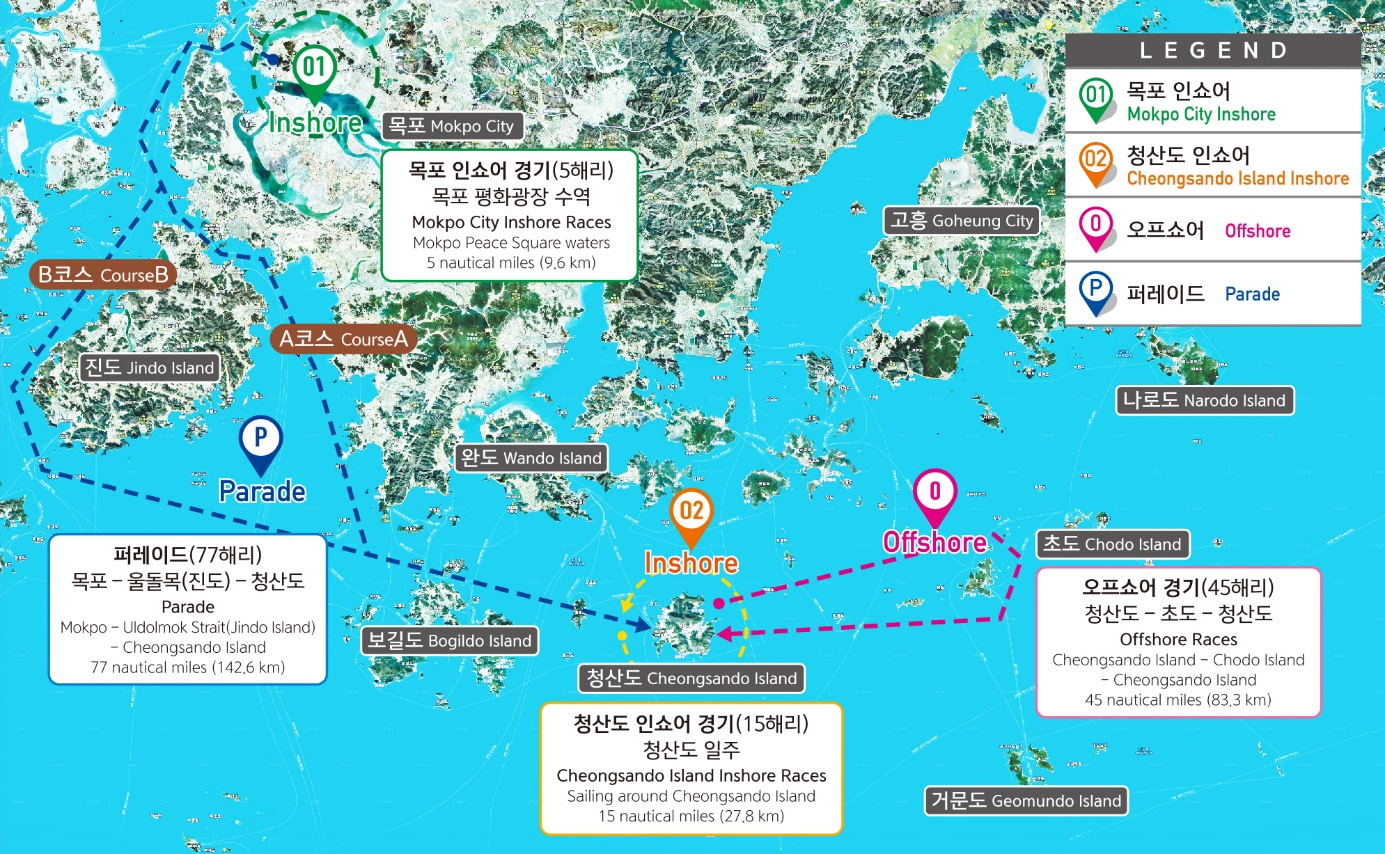 LEGEND
01
목포 인쇼어
Mokpo City Inshore
02
청산도 인쇼어
Cheongsando Island Inshore
O
오프쇼어 Offshore
P
퍼레이드 Parade
01
Inshore
목포 Mokpo City
목포 인쇼어 경기(5해리)
목포 평화광장 수역
Mokpo City Inshore Races
Mokpo Peace Square waters
5 nautical miles (9.6 km)
고흥 Goheung City
B코스 CourseB
A코스 CourseA
진도 Jindo Island
나로도 Narodo Island
P
Parade
완도 Wando Island
02
Inshore
O
Offshore
초도 Chodo Island
퍼레이드(77해리)
목포 – 울돌목(진도) – 청산도
Parade
Mokpo – Uldolmok Strait(Jindo Island)
– Cheongsando Island
77 nautical miles (142.6 km)
보길도 Bogildo Island
청산도 Cheongsando Island
오프쇼어 경기(45해리)
청산도 – 초도 – 청산도
Offshore Races
Cheongsando Island – Chodo Island
– Cheongsando Island
45 nautical miles (83.3 km)
청산도 인쇼어 경기(15해리)
청산도 일주
Cheongsando Island Inshore Races
Sailing around Cheongsando Island
15 nautical miles (27.8 km)
거문도 Geomundo Island